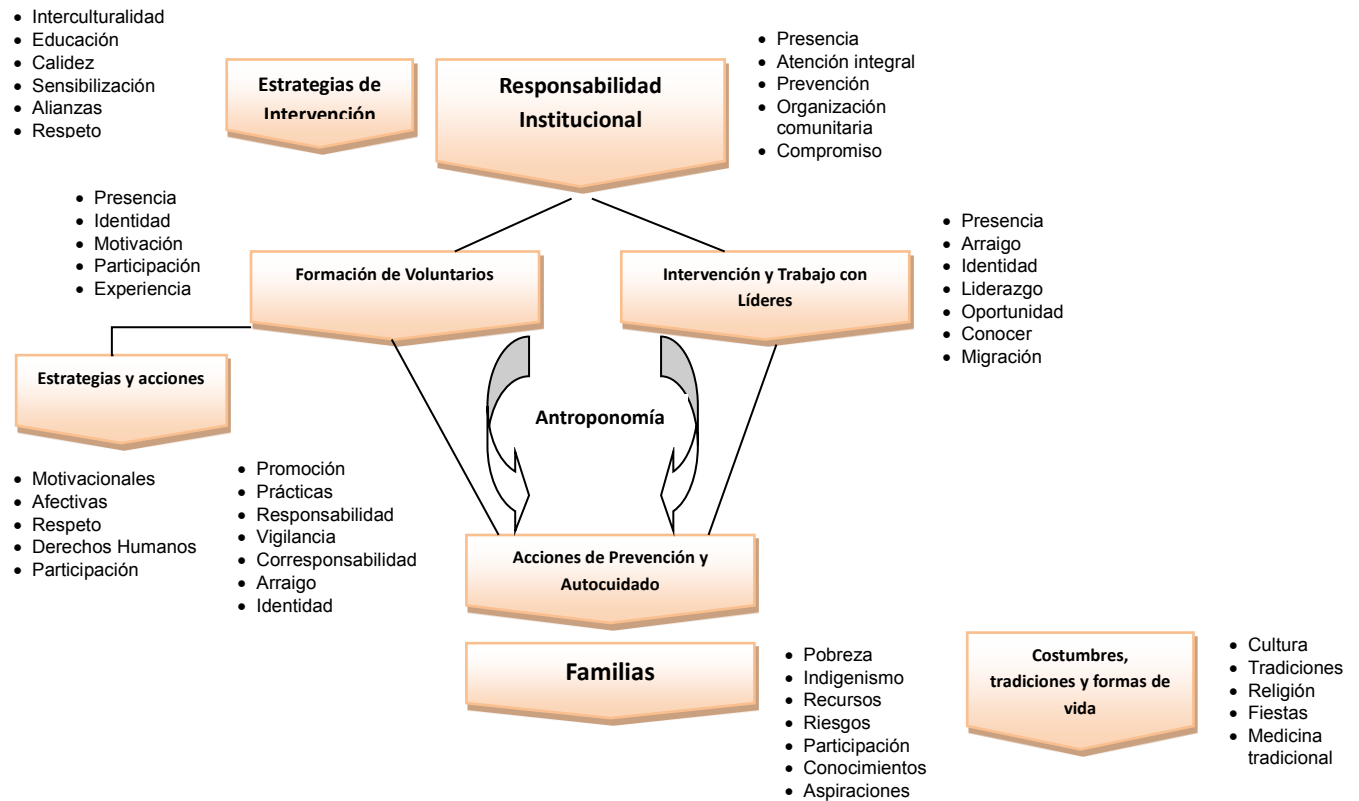 • Interculturalidad
• Educación
• Calidez
• Sensibilización
• Alianzas
• Respeto
Estrategias de
Intervención
Responsabilidad
Institucional
• Presencia
• Atención integral
• Prevención
• Organización
comunitaria
• Compromiso
• Presencia
• Identidad
• Motivación
• Participación
• Experiencia
Formación de Voluntarios
Intervención y Trabajo con
Líderes
• Presencia
• Arraigo
• Identidad
• Liderazgo
• Oportunidad
• Conocer
• Migración
Estrategias y acciones
Antroponomía
• Motivacionales
• Afectivas
• Respeto
• Derechos Humanos
• Participación
• Promoción
• Prácticas
• Responsabilidad
• Vigilancia
• Corresponsabilidad
• Arraigo
• Identidad
Acciones de Prevención y
Autocuidado
Familias
• Pobreza
• Indigenismo
• Recursos
• Riesgos
• Participación
• Conocimientos
• Aspiraciones
Costumbres,
tradiciones y formas de
vida
• Cultura
• Tradiciones
• Religión
• Fiestas
• Medicina
tradicional